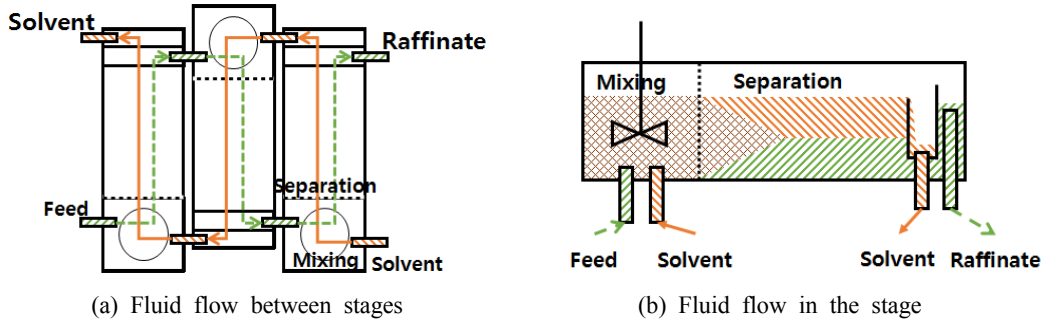 Solvent
Raffinate
Feed
Separation
Mixing
Solvent
(a) Fluid flow between stages
Mixing
Separation
Feed
Solvent
Solvent
Raffinate
(b) Fluid flow in the stage